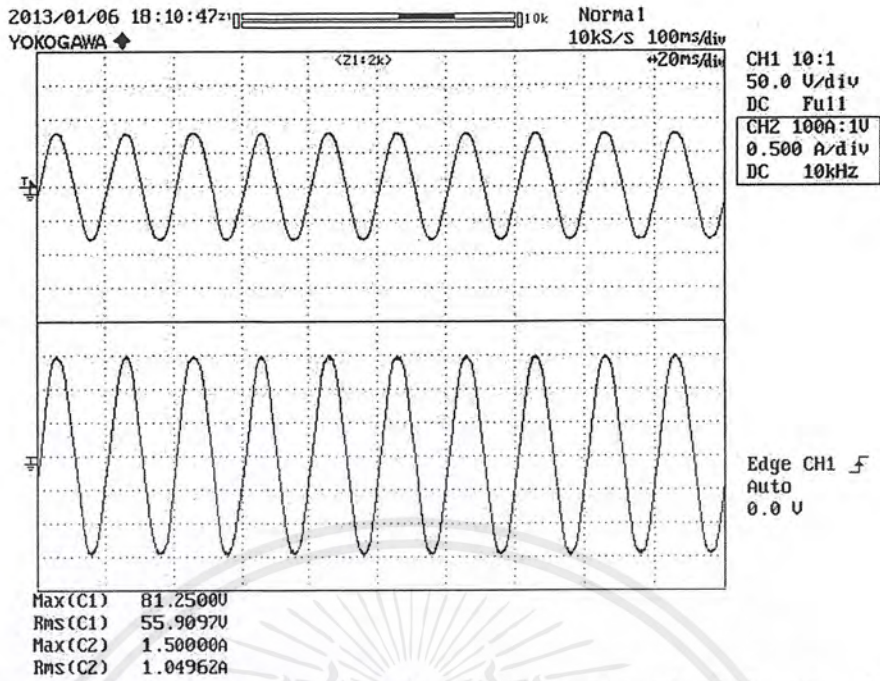 2013/01/06 18:10:47 Z1 10k Normal
YOKOGAWA 10kS/s 100ms/div
<Z1:2k> ↔20ms/div
CH1 10:1
50.0 V/div
DC Full
CH2 100A:1V
0.500 A/div
DC 10kHz
Edge CH1
Auto
0.0 V
Max(C1) 81.2500V
Rms(C1) 55.9097V
Max(C2) 1.50000A
Rms(C2) 1.04962A